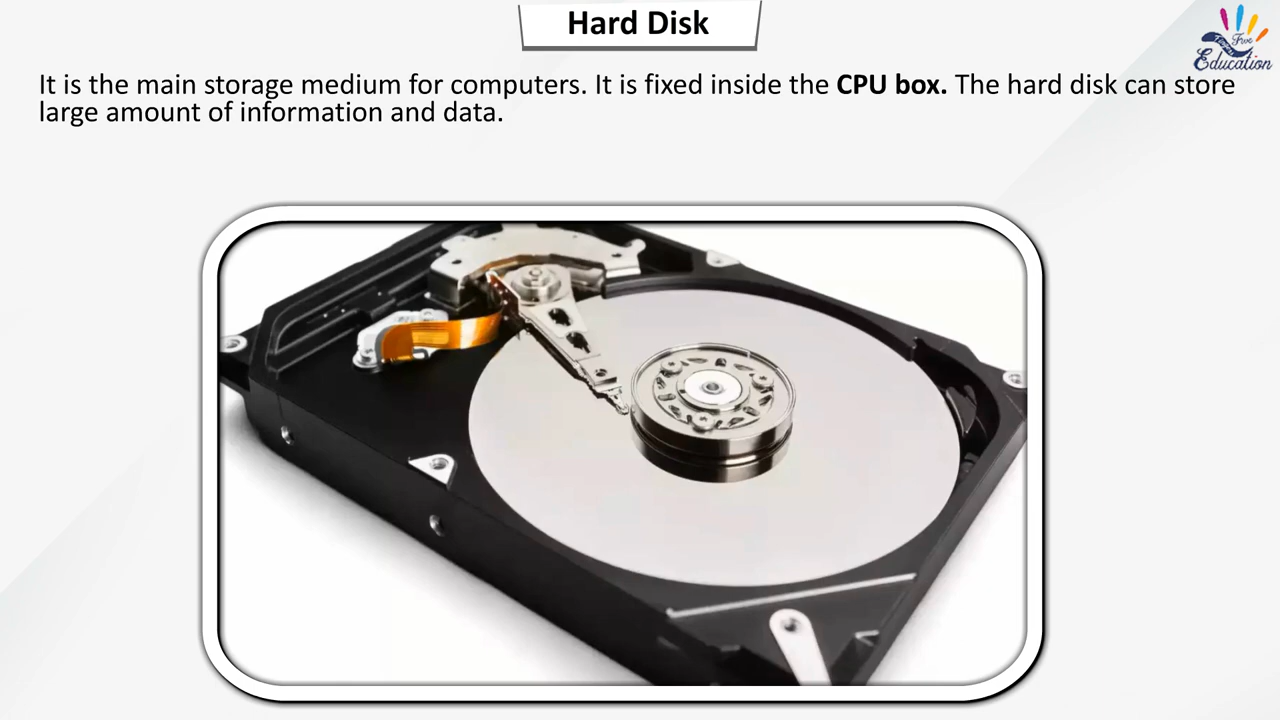 Hard Disk
It is the main storage medium for computers. It is fixed inside the CPU box. The hard disk can store
large amount of information and data.
Five
Education